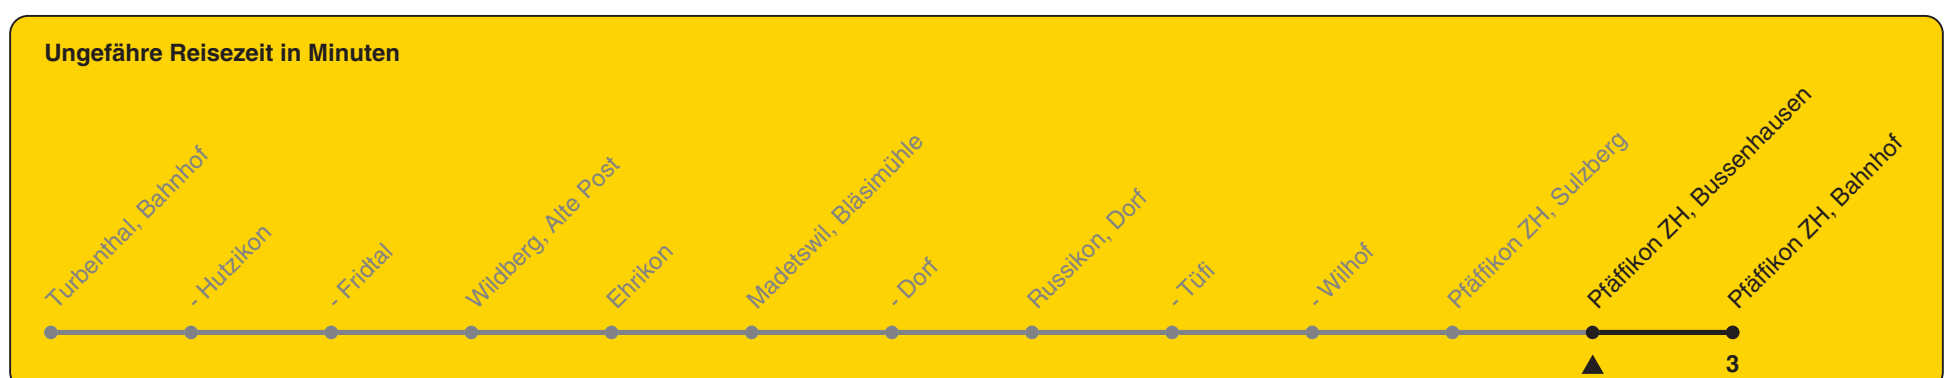 Ungefähre Reisezeit in Minuten
Turbenthal, Bahnhof
- Hutzikon
- Fridtal
Wildberg, Alte Post
Ehrikon
Madetswil, Bläsimühle
- Dorf
Russikon, Dorf
- Tüfi
- Wilhof
Pfäffikon ZH, Sulzberg
Pfäffikon ZH, Bussenhausen
Pfäffikon ZH, Bahnhof
3